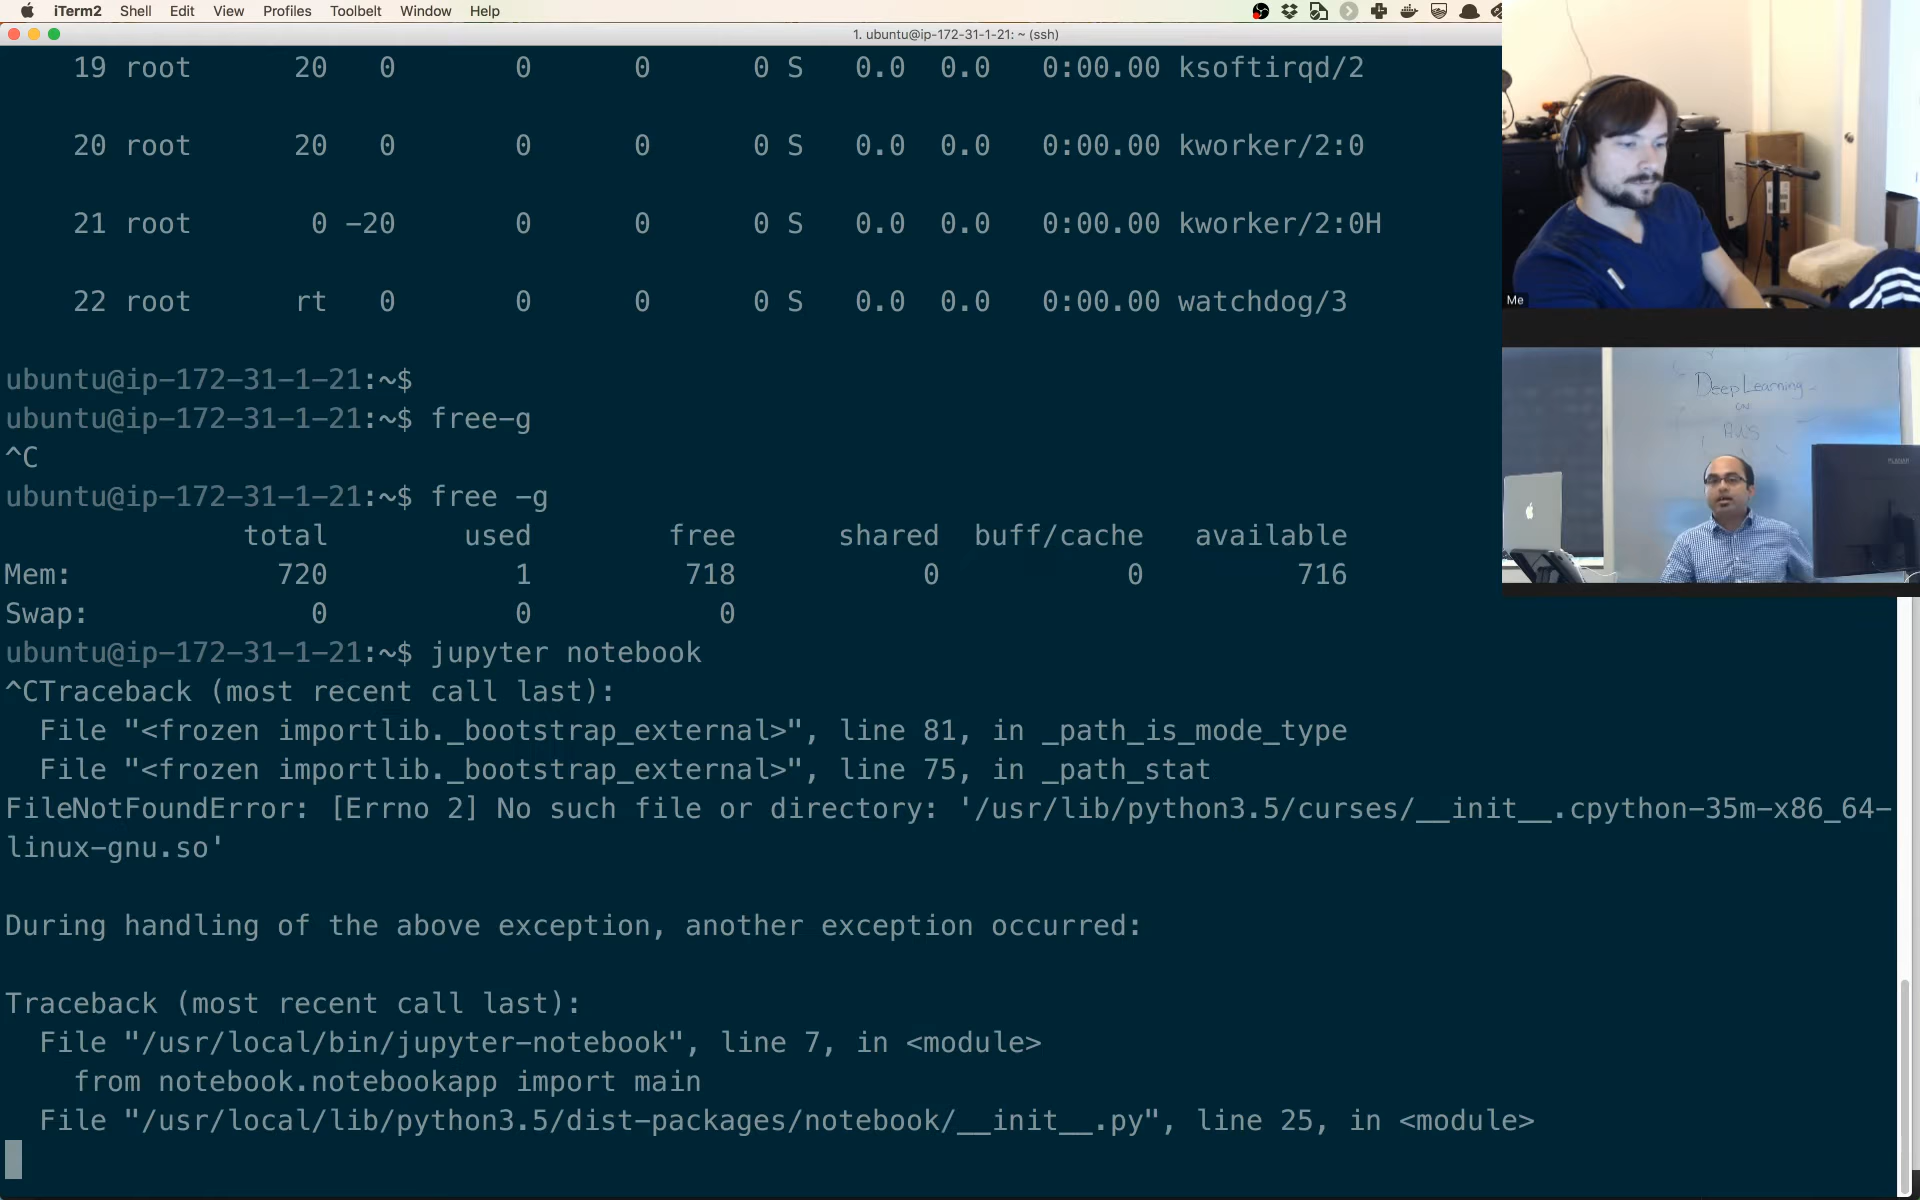 iTerm2 Shell Edit View Profiles Toolbelt Window Help
1. ubuntu@ip-172-31-1-21: ~ (ssh)
19 root 20 0 0 0 0 S 0.0 0.0 0:00.00 ksoftirqd/2
20 root 20 0 0 0 0 S 0.0 0.0 0:00.00 kworker/2:0
21 root 0 -20 0 0 0 S 0.0 0.0 0:00.00 kworker/2:0H
22 root rt 0 0 0 0 S 0.0 0.0 0:00.00 watchdog/3
Me
ubuntu@ip-172-31-1-21:~$
ubuntu@ip-172-31-1-21:~$ free-g
^C
ubuntu@ip-172-31-1-21:~$ free -g
total used free shared buff/cache available
Mem: 720 1 718 0 0 716
Swap: 0 0 0
ubuntu@ip-172-31-1-21:~$ jupyter notebook
^CTraceback (most recent call last):
File "<frozen importlib._bootstrap_external>", line 81, in _path_is_mode_type
File "<frozen importlib._bootstrap_external>", line 75, in _path_stat
FileNotFoundError: [Errno 2] No such file or directory: '/usr/lib/python3.5/curses/__init__.cpython-35m-x86_64-
linux-gnu.so'
During handling of the above exception, another exception occurred:
Traceback (most recent call last):
File "/usr/local/bin/jupyter-notebook", line 7, in <module>
from notebook.notebookapp import main
File "/usr/local/lib/python3.5/dist-packages/notebook/__init__.py", line 25, in <module>
Deep Learning
on
AWS